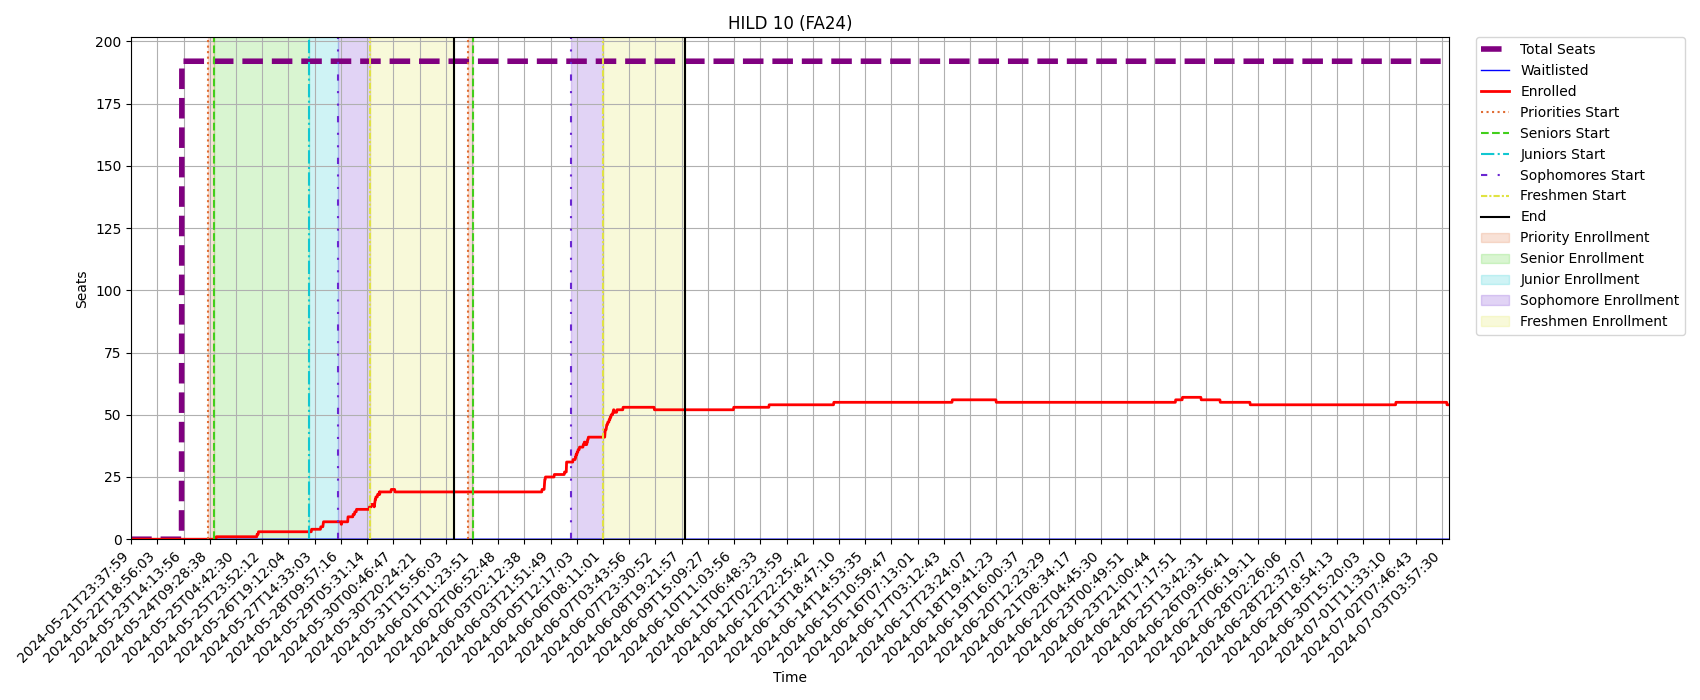 HILD 10 (FA24)
200
175
150
125
100
75
50
25
0
Seats
2024-05-21T23:37:59
2024-05-22T18:56:03
2024-05-23T14:13:56
2024-05-24T09:28:38
2024-05-25T04:42:30
2024-05-25T23:52:12
2024-05-26T19:12:04
2024-05-27T14:33:03
2024-05-28T09:57:16
2024-05-29T05:31:14
2024-05-30T00:46:47
2024-05-30T20:24:21
2024-05-31T15:56:03
2024-06-01T11:23:51
2024-06-02T06:52:48
2024-06-03T02:12:38
2024-06-03T21:51:49
2024-06-05T12:17:03
2024-06-06T08:11:01
2024-06-07T03:43:56
2024-06-07T23:30:52
2024-06-08T19:21:57
2024-06-09T15:09:27
2024-06-10T11:03:56
2024-06-11T06:48:33
2024-06-12T02:23:59
2024-06-12T22:25:42
2024-06-13T18:47:10
2024-06-14T14:53:35
2024-06-15T10:59:47
2024-06-16T07:13:01
2024-06-17T03:12:43
2024-06-17T23:24:07
2024-06-18T19:41:23
2024-06-19T16:00:37
2024-06-20T12:23:29
2024-06-21T08:34:17
2024-06-22T04:45:30
2024-06-23T00:49:51
2024-06-23T21:00:44
2024-06-24T17:17:51
2024-06-25T13:42:31
2024-06-26T09:56:41
2024-06-27T06:19:11
2024-06-28T02:26:06
2024-06-28T22:37:07
2024-06-29T18:54:13
2024-06-30T15:20:03
2024-07-01T11:33:10
2024-07-02T07:46:43
2024-07-03T03:57:30
Time
Total Seats
Waitlisted
Enrolled
Priorities Start
Seniors Start
Juniors Start
Sophomores Start
Freshmen Start
End
Priority Enrollment
Senior Enrollment
Junior Enrollment
Sophomore Enrollment
Freshmen Enrollment